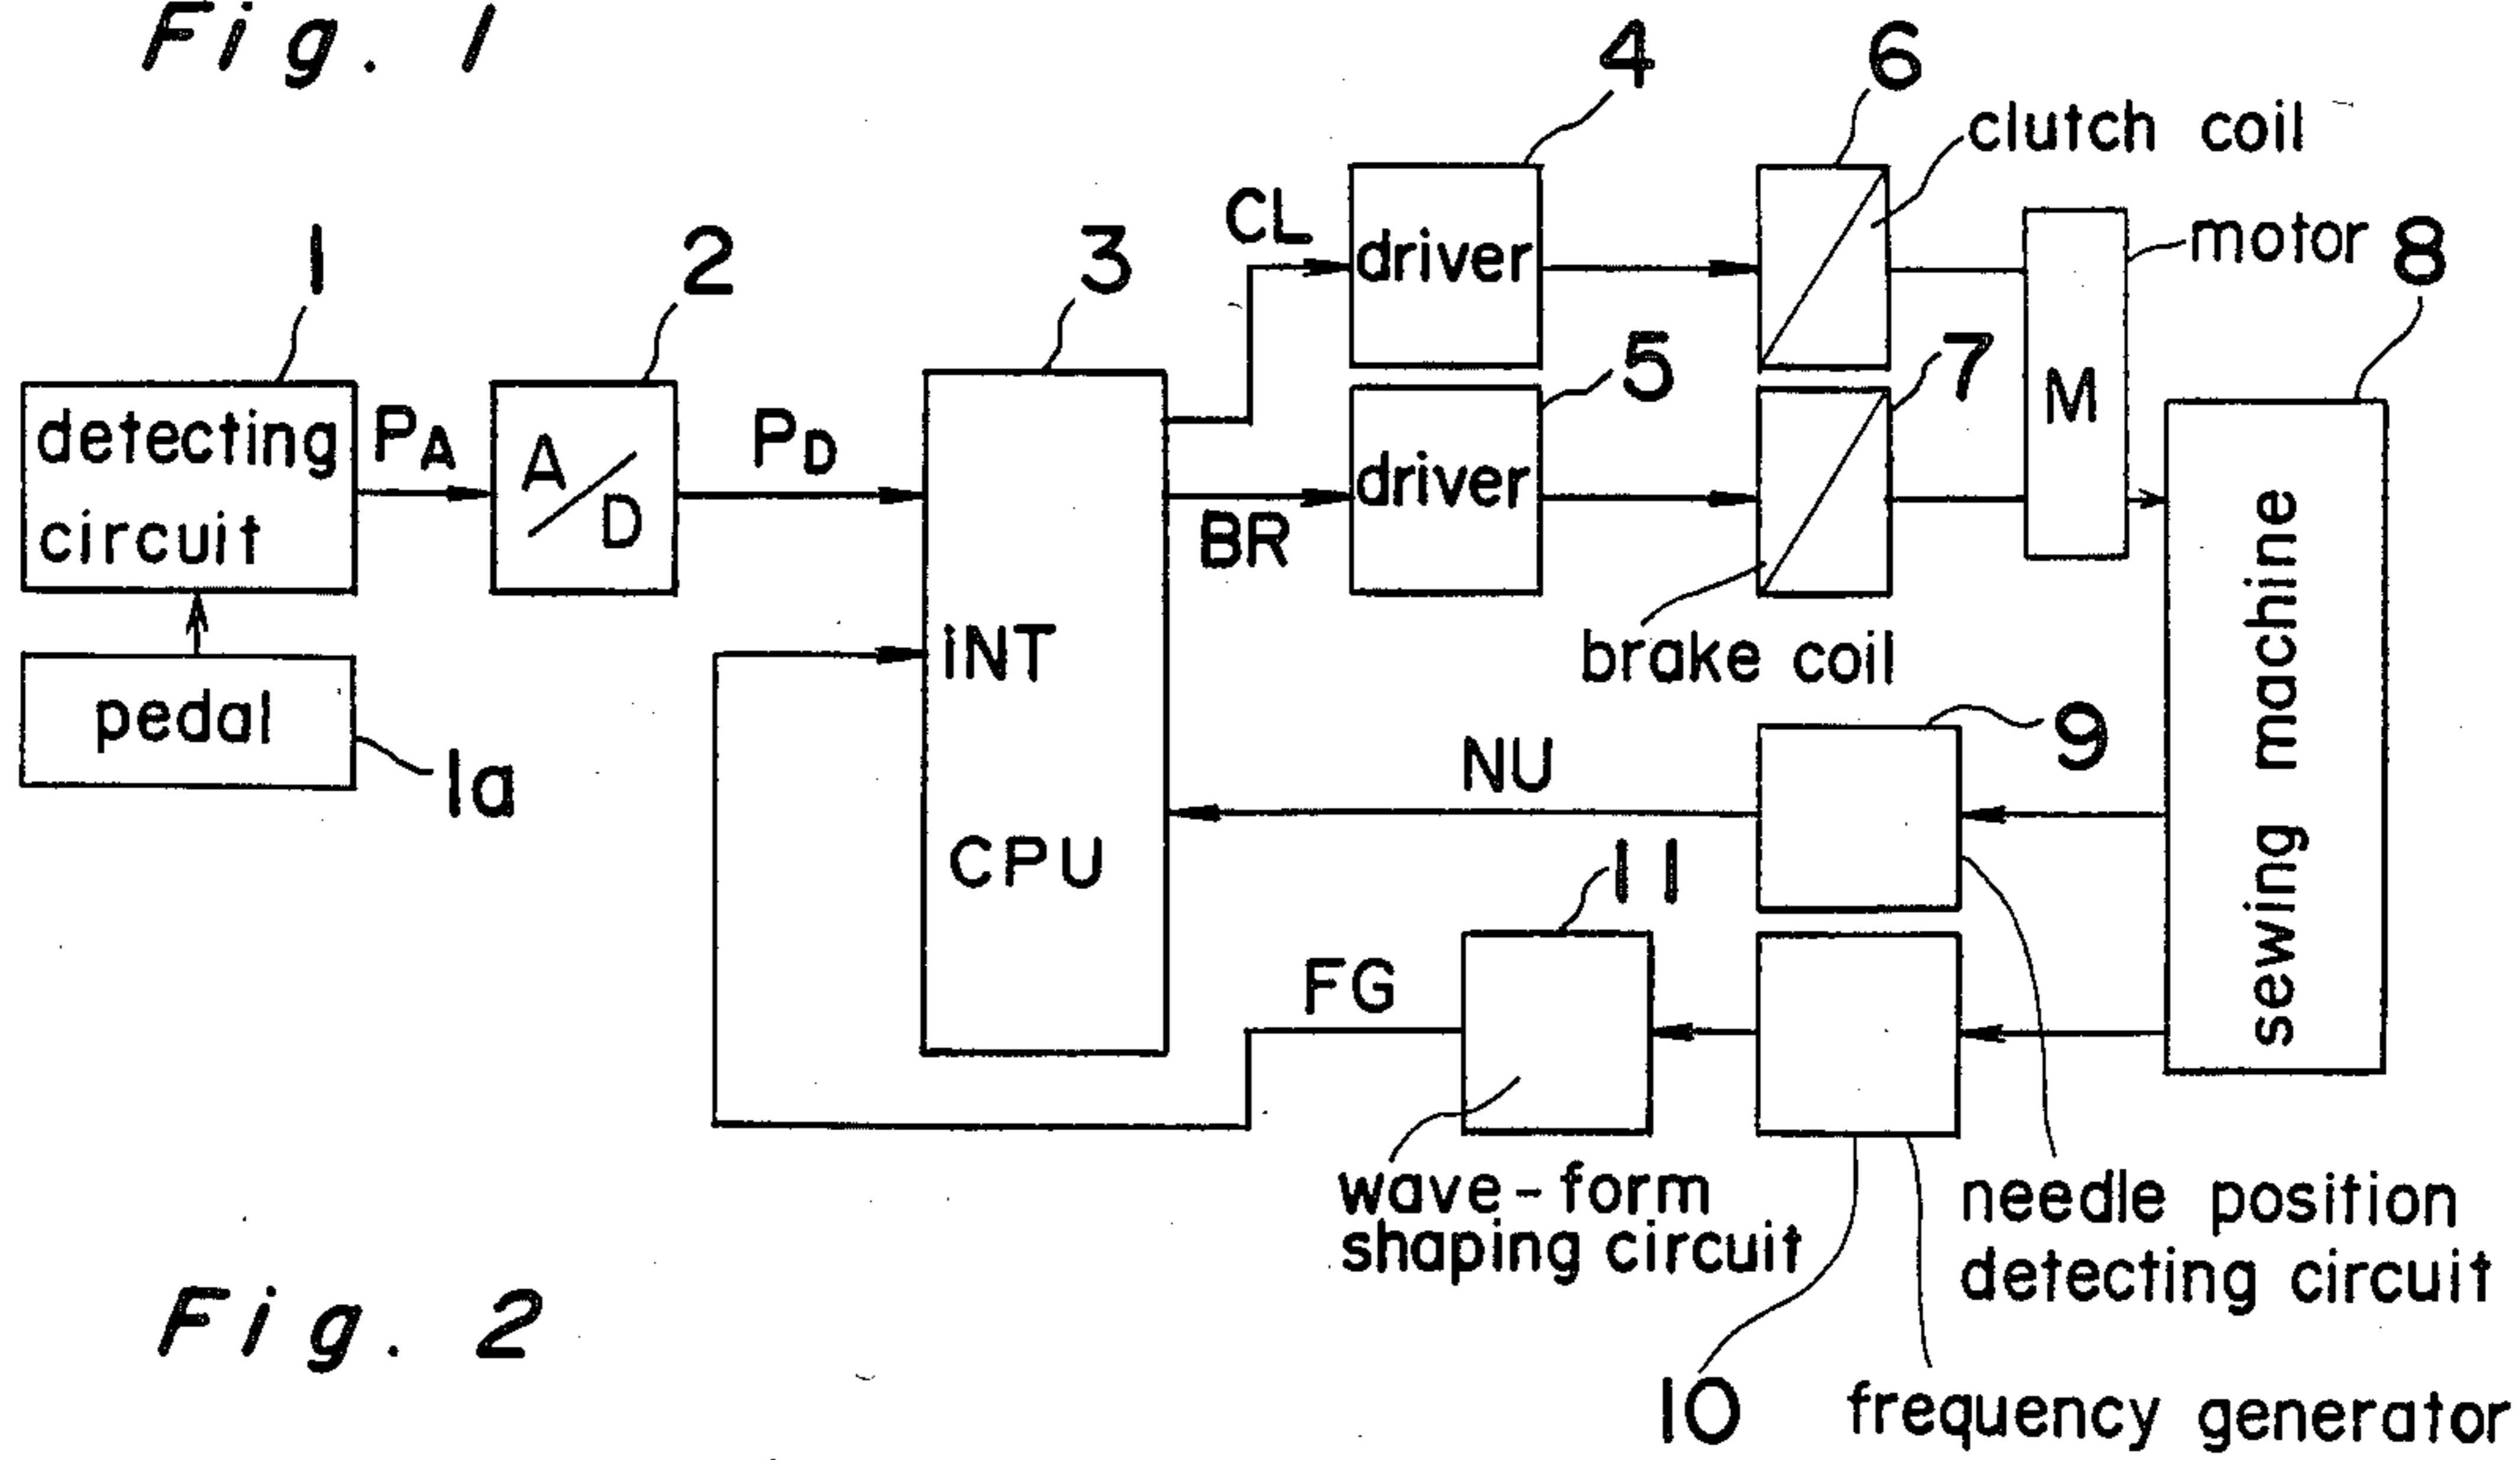 Fig. 1
4
6
clutch coil
CL
driver
motor
8
1
2
3
5
7
detecting
circuit
PA
A/D
PD
driver
M
BR
brake coil
iNT
pedal
1a
NU
9
sewing machine
CPU
11
FG
wave-form
shaping circuit
needle position
detecting circuit
10
frequency generator
Fig. 2